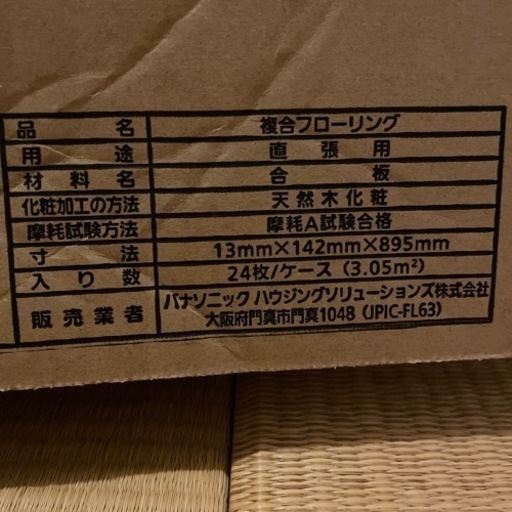 品名 複合フローリング
用途 直張用
材料名 合板
化粧加工の方法 天然木化粧
摩耗試験方法 摩耗A試験合格
寸法 13mm×142mm×895mm
入り数 24枚/ケース（3.05m²）
販売業者 パナソニック ハウジングソリューションズ株式会社
大阪府門真市門真1048（JPIC-FL63）